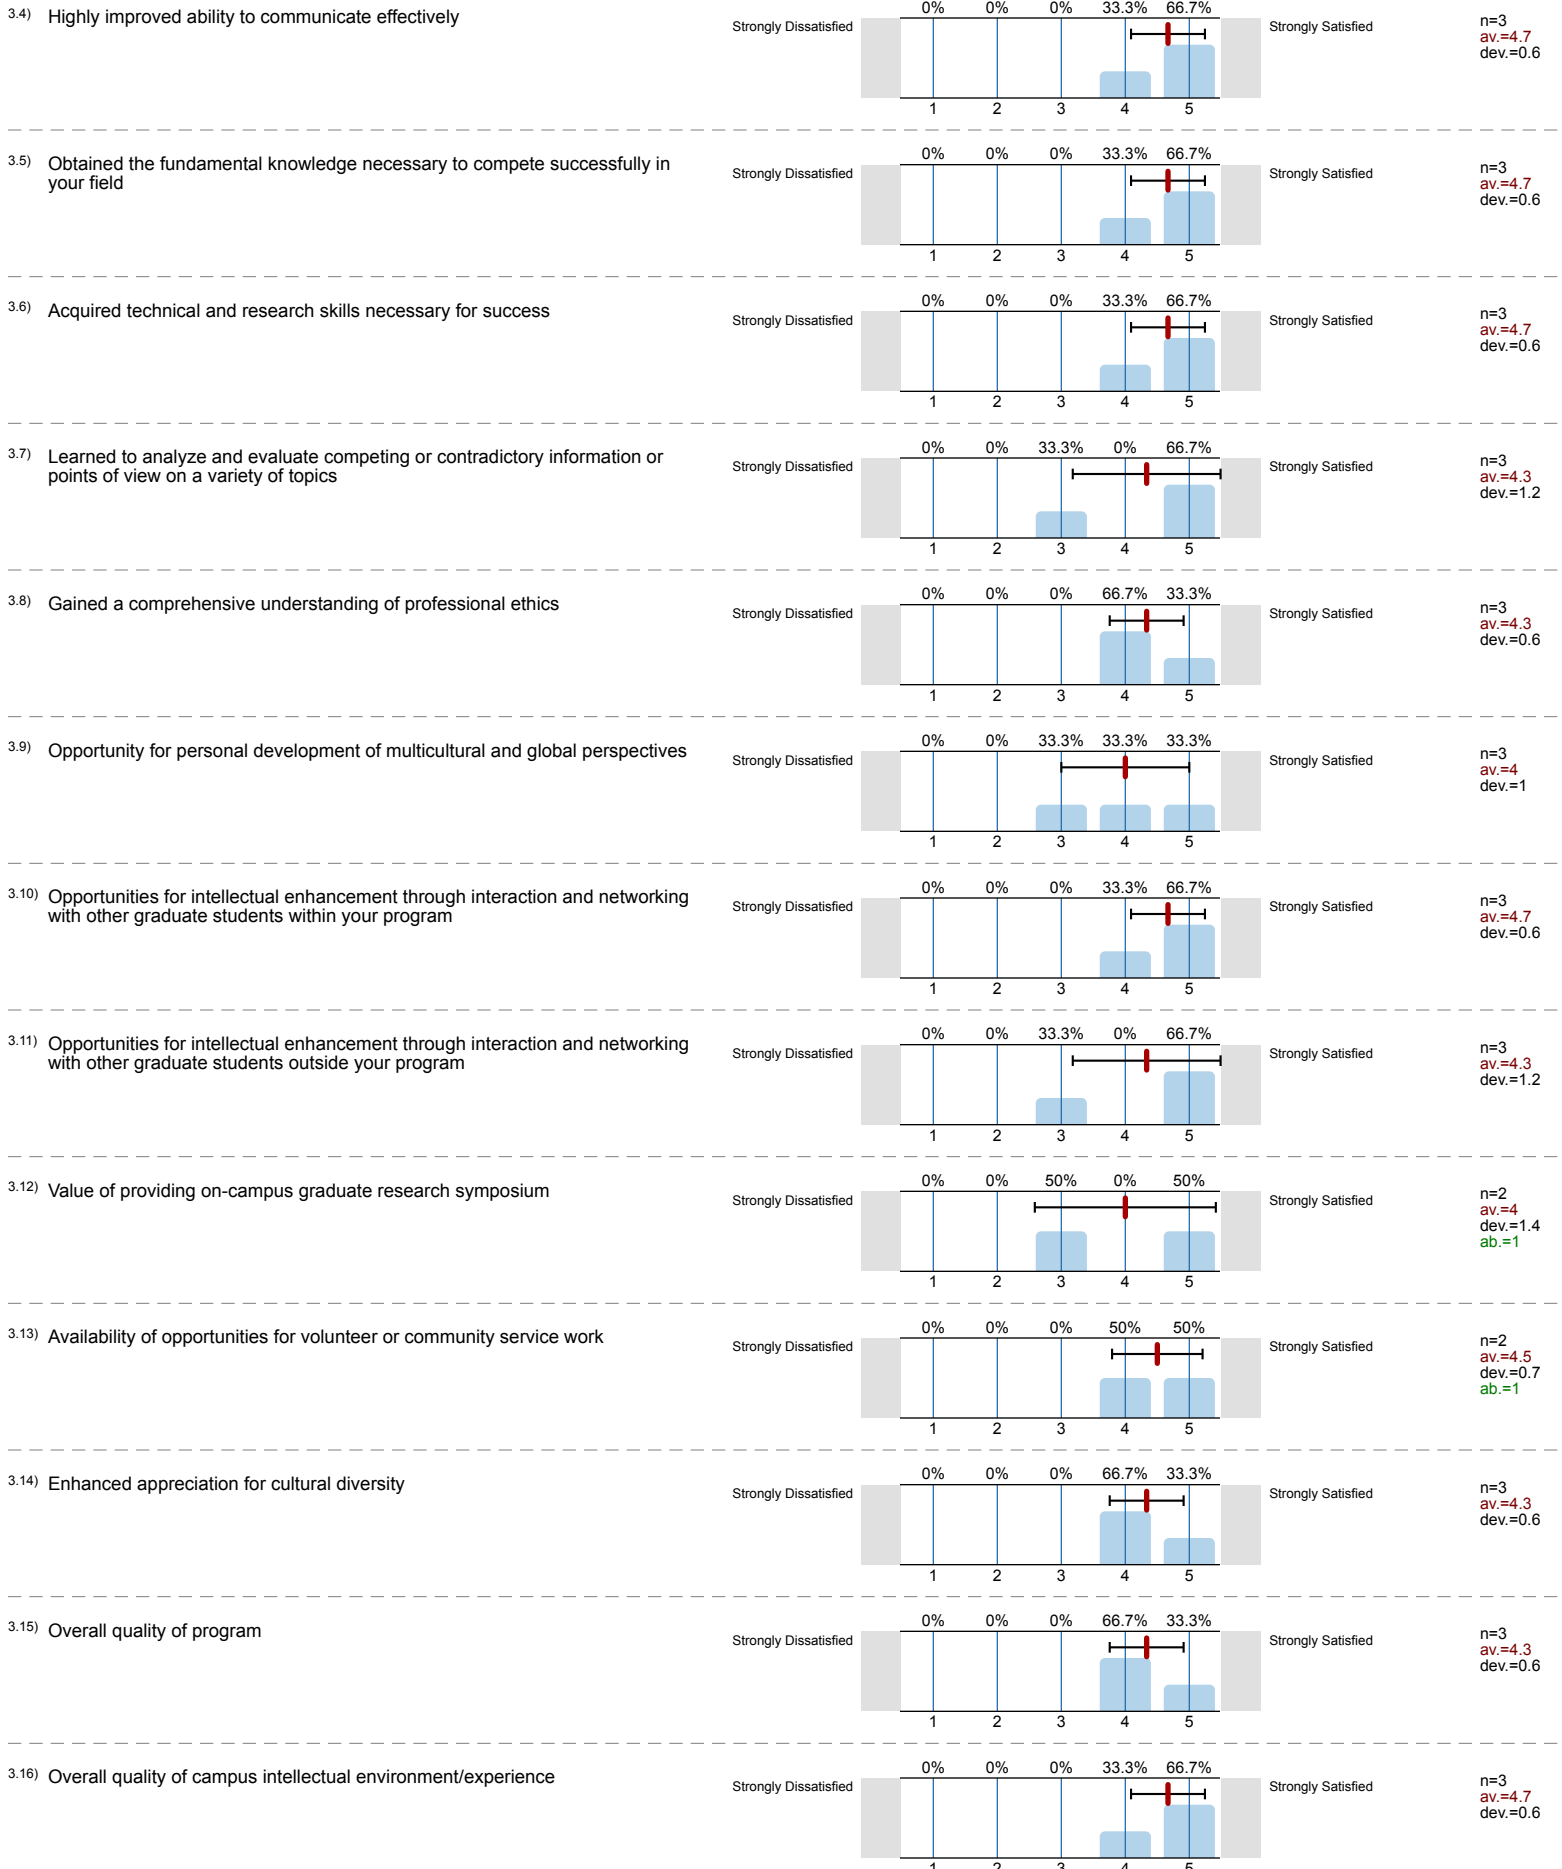 3.4) Highly improved ability to communicate effectively
Strongly Dissatisfied
0% 0% 0% 33.3% 66.7%
1 2 3 4 5
Strongly Satisfied
n=3
av.=4.7
dev.=0.6
3.5) Obtained the fundamental knowledge necessary to compete successfully in
your field
Strongly Dissatisfied
0% 0% 0% 33.3% 66.7%
1 2 3 4 5
Strongly Satisfied
n=3
av.=4.7
dev.=0.6
3.6) Acquired technical and research skills necessary for success
Strongly Dissatisfied
0% 0% 0% 33.3% 66.7%
1 2 3 4 5
Strongly Satisfied
n=3
av.=4.7
dev.=0.6
3.7) Learned to analyze and evaluate competing or contradictory information or
points of view on a variety of topics
Strongly Dissatisfied
0% 0% 33.3% 0% 66.7%
1 2 3 4 5
Strongly Satisfied
n=3
av.=4.3
dev.=1.2
3.8) Gained a comprehensive understanding of professional ethics
Strongly Dissatisfied
0% 0% 0% 66.7% 33.3%
1 2 3 4 5
Strongly Satisfied
n=3
av.=4.3
dev.=0.6
3.9) Opportunity for personal development of multicultural and global perspectives
Strongly Dissatisfied
0% 0% 33.3% 33.3% 33.3%
1 2 3 4 5
Strongly Satisfied
n=3
av.=4
dev.=1
3.10) Opportunities for intellectual enhancement through interaction and networking
with other graduate students within your program
Strongly Dissatisfied
0% 0% 0% 33.3% 66.7%
1 2 3 4 5
Strongly Satisfied
n=3
av.=4.7
dev.=0.6
3.11) Opportunities for intellectual enhancement through interaction and networking
with other graduate students outside your program
Strongly Dissatisfied
0% 0% 33.3% 0% 66.7%
1 2 3 4 5
Strongly Satisfied
n=3
av.=4.3
dev.=1.2
3.12) Value of providing on-campus graduate research symposium
Strongly Dissatisfied
0% 0% 50% 0% 50%
1 2 3 4 5
Strongly Satisfied
n=2
av.=4
dev.=1.4
ab.=1
3.13) Availability of opportunities for volunteer or community service work
Strongly Dissatisfied
0% 0% 0% 50% 50%
1 2 3 4 5
Strongly Satisfied
n=2
av.=4.5
dev.=0.7
ab.=1
3.14) Enhanced appreciation for cultural diversity
Strongly Dissatisfied
0% 0% 0% 66.7% 33.3%
1 2 3 4 5
Strongly Satisfied
n=3
av.=4.3
dev.=0.6
3.15) Overall quality of program
Strongly Dissatisfied
0% 0% 0% 66.7% 33.3%
1 2 3 4 5
Strongly Satisfied
n=3
av.=4.3
dev.=0.6
3.16) Overall quality of campus intellectual environment/experience
Strongly Dissatisfied
0% 0% 0% 33.3% 66.7%
1 2 3 4 5
Strongly Satisfied
n=3
av.=4.7
dev.=0.6